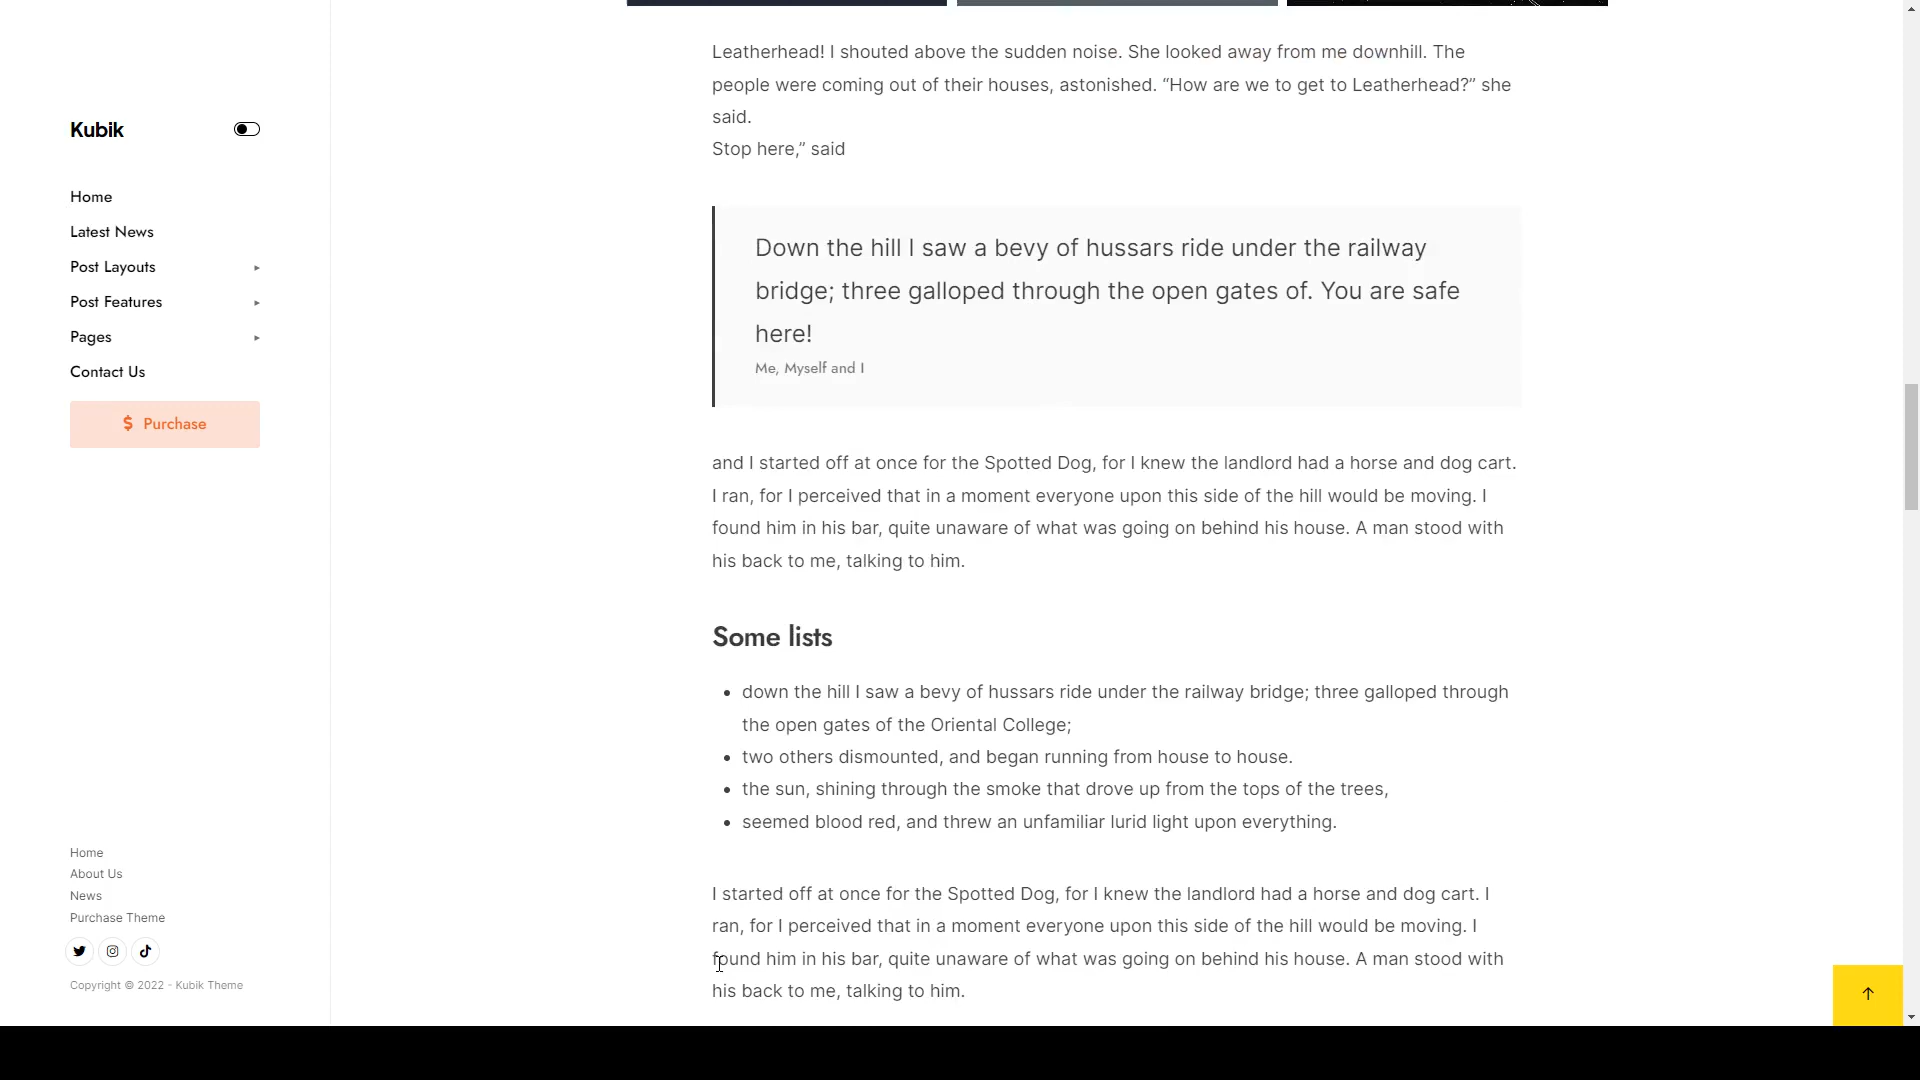 Kubik
Home
Latest News
Post Layouts
Post Features
Pages
Contact Us
$ Purchase
Home
About Us
News
Purchase Theme
Copyright © 2022 - Kubik Theme
Leatherhead! I shouted above the sudden noise. She looked away from me downhill. The
people were coming out of their houses, astonished. “How are we to get to Leatherhead?” she
said.
Stop here,” said
Down the hill I saw a bevy of hussars ride under the railway
bridge; three galloped through the open gates of. You are safe
here!
Me, Myself and I
and I started off at once for the Spotted Dog, for I knew the landlord had a horse and dog cart.
I ran, for I perceived that in a moment everyone upon this side of the hill would be moving. I
found him in his bar, quite unaware of what was going on behind his house. A man stood with
his back to me, talking to him.
Some lists
• down the hill I saw a bevy of hussars ride under the railway bridge; three galloped through
the open gates of the Oriental College;
• two others dismounted, and began running from house to house.
• the sun, shining through the smoke that drove up from the tops of the trees,
• seemed blood red, and threw an unfamiliar lurid light upon everything.
I started off at once for the Spotted Dog, for I knew the landlord had a horse and dog cart. I
ran, for I perceived that in a moment everyone upon this side of the hill would be moving. I
found him in his bar, quite unaware of what was going on behind his house. A man stood with
his back to me, talking to him.